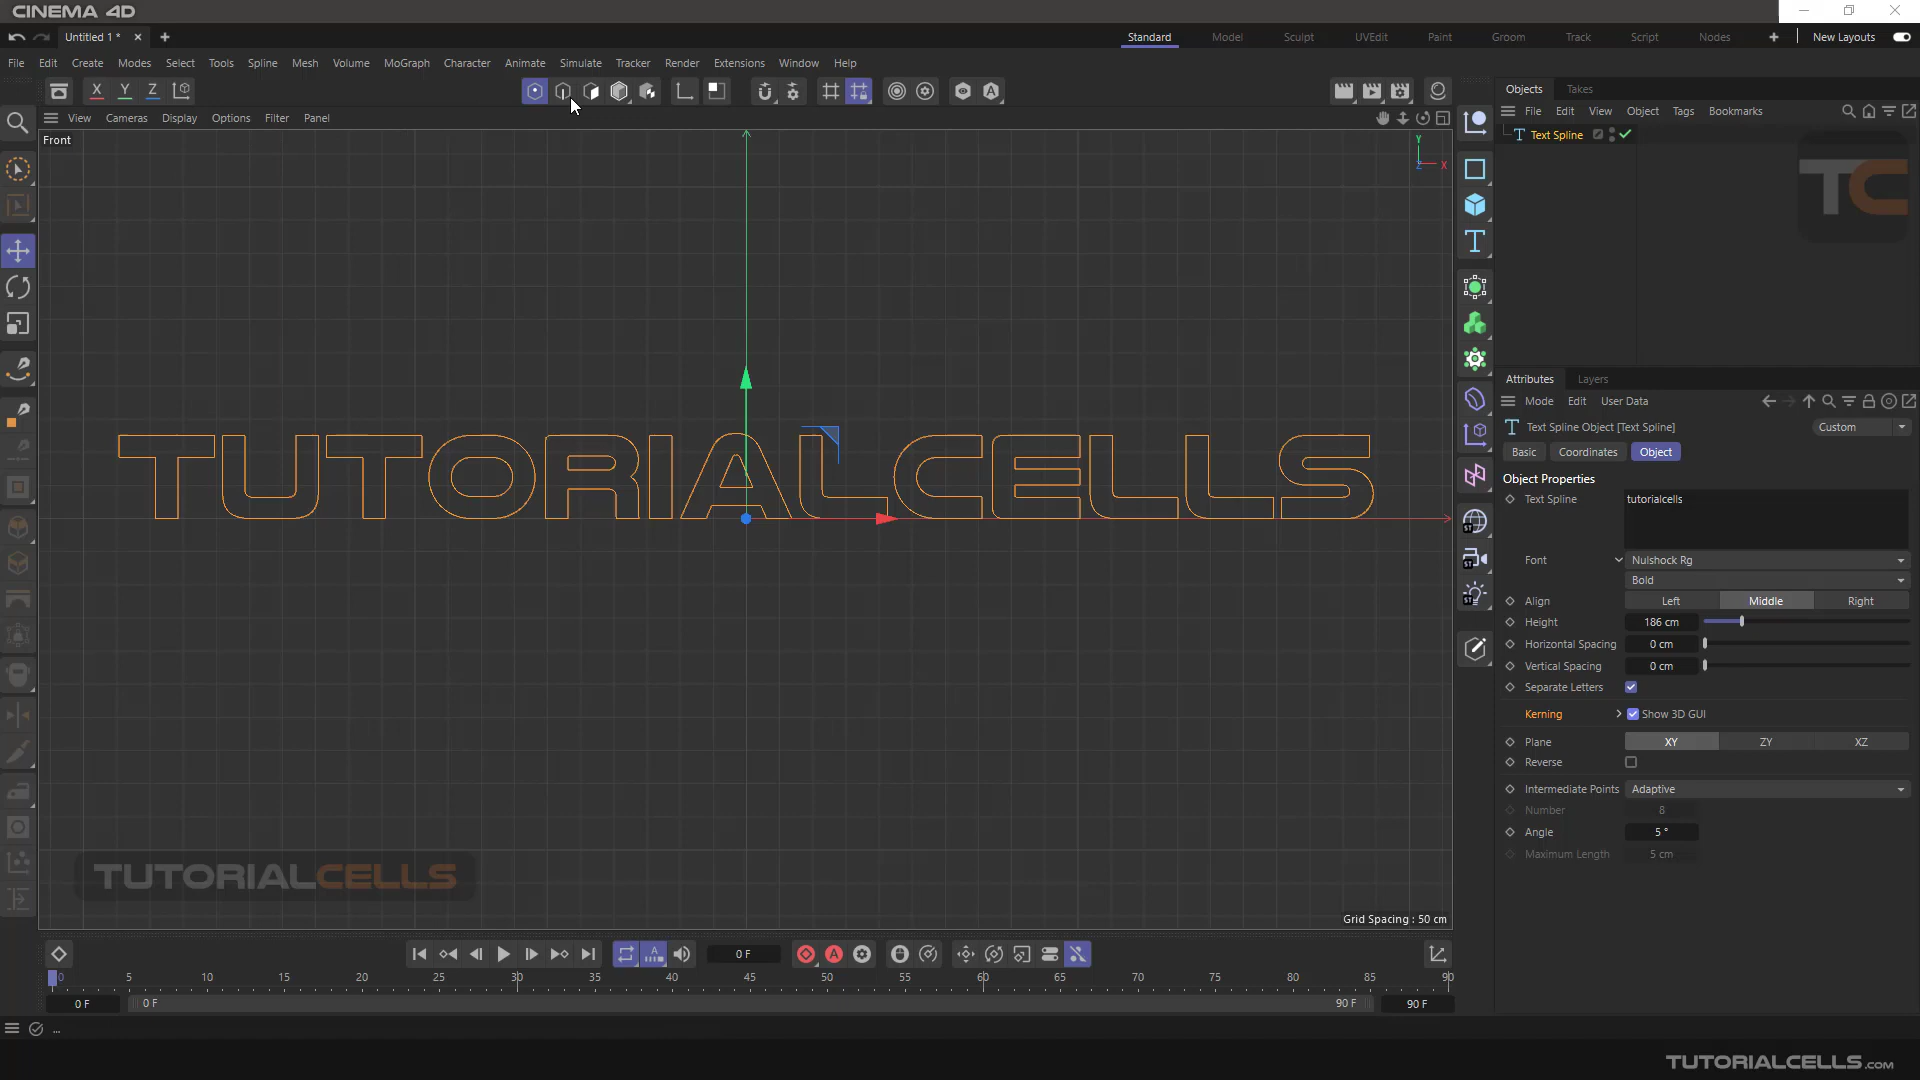 CINEMA 4D
Untitled 1 *
Standard Model Sculpt UVEdit Paint Groom Track Script Nodes New Layouts
File Edit Create Modes Select Tools Spline Mesh Volume MoGraph Character Animate Simulate Tracker Render Extensions Window Help
X Y Z
Objects Takes
File Edit View Object Tags Bookmarks
View Cameras Display Options Filter Panel
Front
Y
X
Z
Text Spline
TC
TUTORIALCELLS
Attributes Layers
Mode Edit User Data
Text Spline Object [Text Spline] Custom
Basic Coordinates Object
Object Properties
Text Spline tutorialcells
Font Nulshock Rg
Bold
Align Left Middle Right
Height 186 cm
Horizontal Spacing 0 cm
Vertical Spacing 0 cm
Separate Letters
Kerning Show 3D GUI
Plane XY ZY XZ
Reverse
Intermediate Points Adaptive
Number 8
Angle 5 °
Maximum Length 5 cm
TUTORIALCELLS
Grid Spacing : 50 cm
0 F
0 5 10 15 20 25 30 35 40 45 50 55 60 65 70 75 80 85 90
0 F 0 F 90 F 90 F
...
TUTORIALCELLS.COM